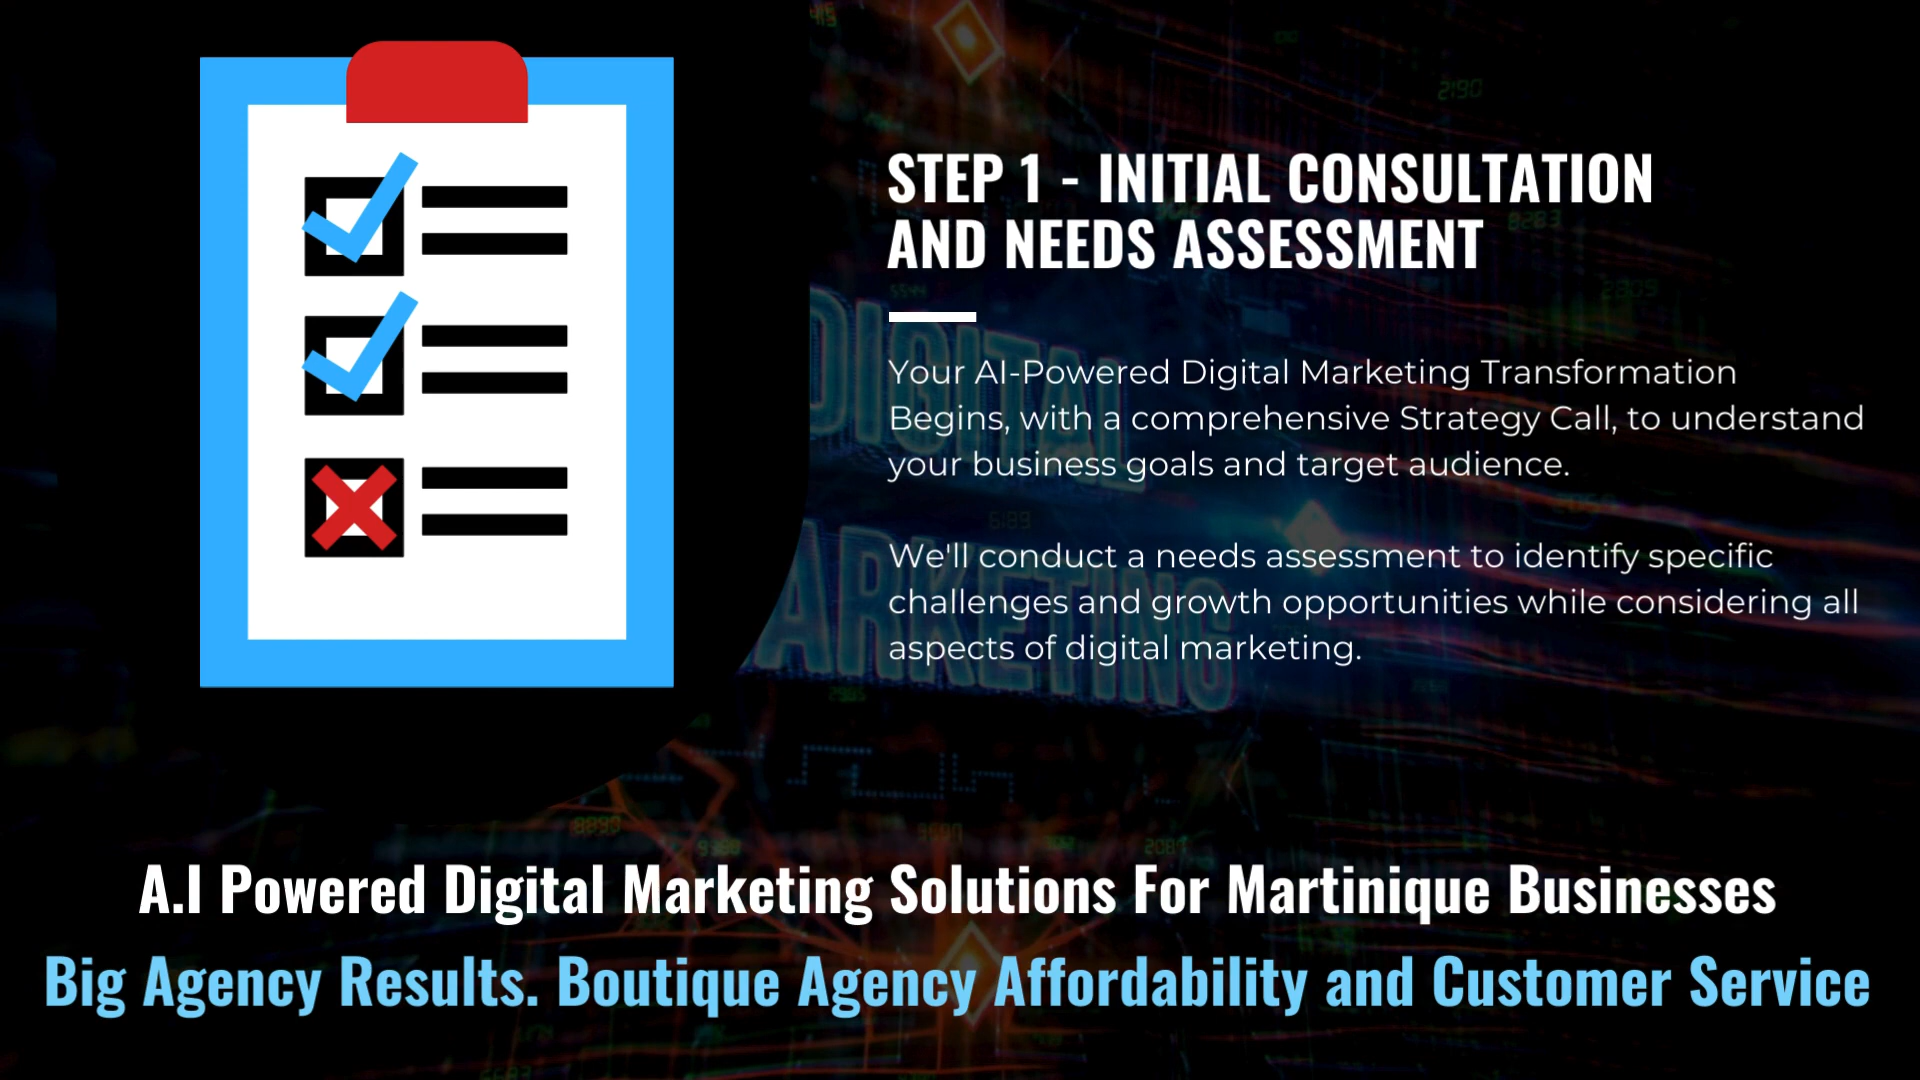 STEP 1 - INITIAL CONSULTATION
AND NEEDS ASSESSMENT
Your AI-Powered Digital Marketing Transformation
Begins, with a comprehensive Strategy Call, to understand
your business goals and target audience.
We'll conduct a needs assessment to identify specific
challenges and growth opportunities while considering all
aspects of digital marketing.
DIGITAL
ARKETING
2190
A.I Powered Digital Marketing Solutions For Martinique Businesses
Big Agency Results. Boutique Agency Affordability and Customer Service